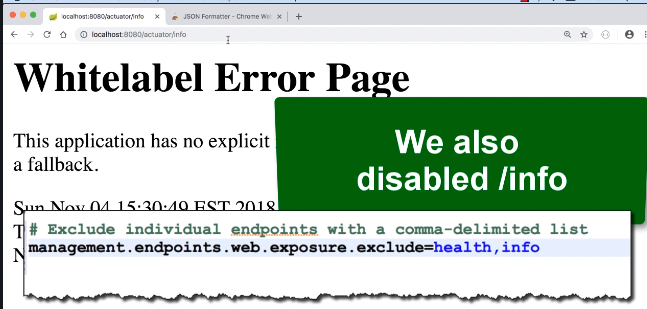 localhost:8080/actuator/info
JSON Formatter - Chrome Web
localhost:8080/actuator/info
Whitelabel Error Page
This application has no explicit
a fallback.
We also
disabled /info
Sun Nov 04 15:30:49 EST 2018
# Exclude individual endpoints with a comma-delimited list
management.endpoints.web.exposure.exclude=health,info